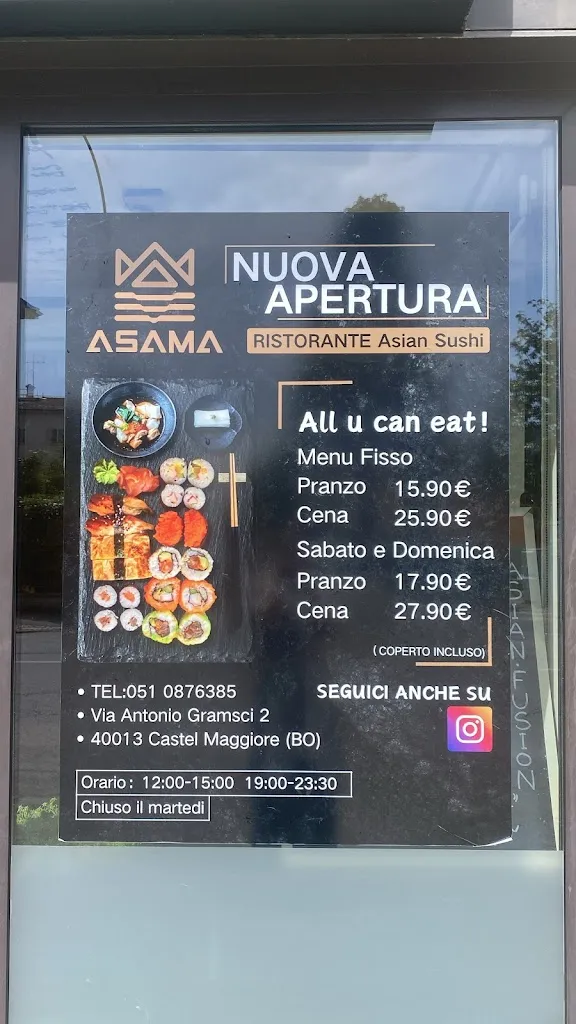 ASAMA
NUOVA
APERTURA
RISTORANTE Asian Sushi
All u can eat!
Menu Fisso
Pranzo 15.90€
Cena 25.90€
Sabato e Domenica
Pranzo 17.90€
Cena 27.90€
(COPERTO INCLUSO)
• TEL:051 0876385
• Via Antonio Gramsci 2
• 40013 Castel Maggiore (BO)
SEGUICI ANCHE SU
Orario: 12:00-15:00 19:00-23:30
Chiuso il martedì
ASIAN·FUSION